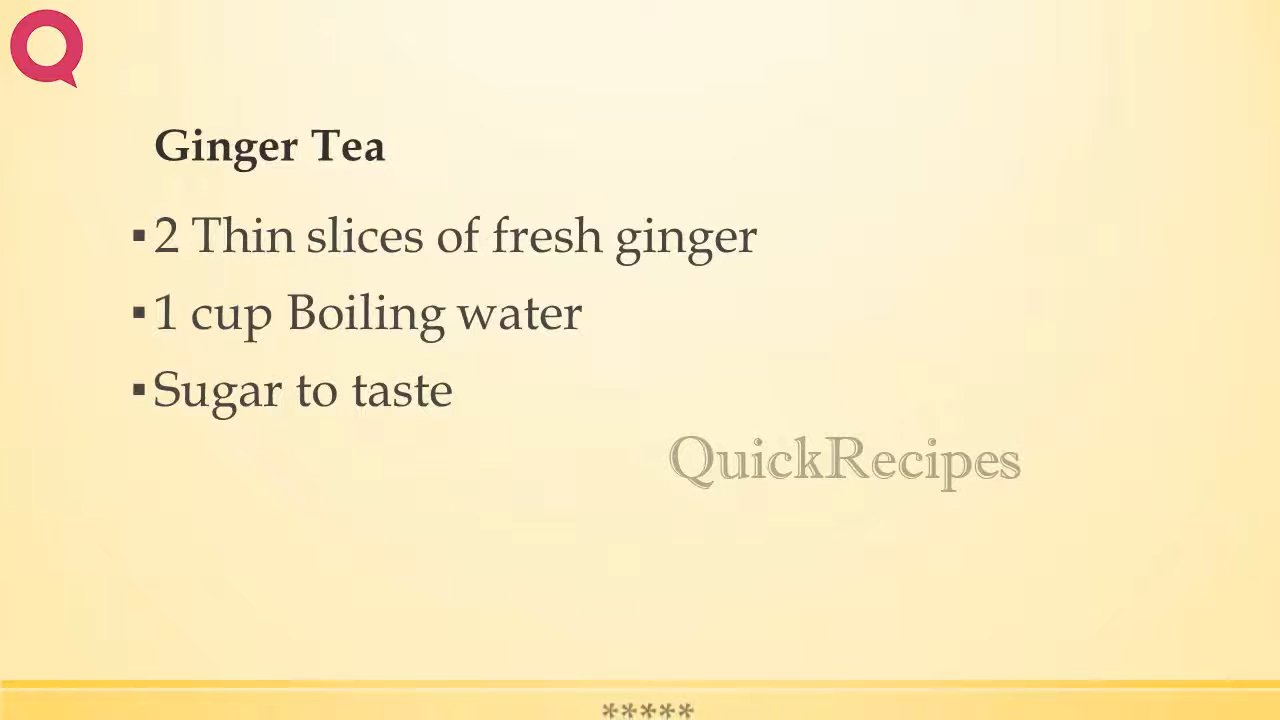 Ginger Tea
▪2 Thin slices of fresh ginger
▪1 cup Boiling water
▪Sugar to taste
QuickRecipes
*****